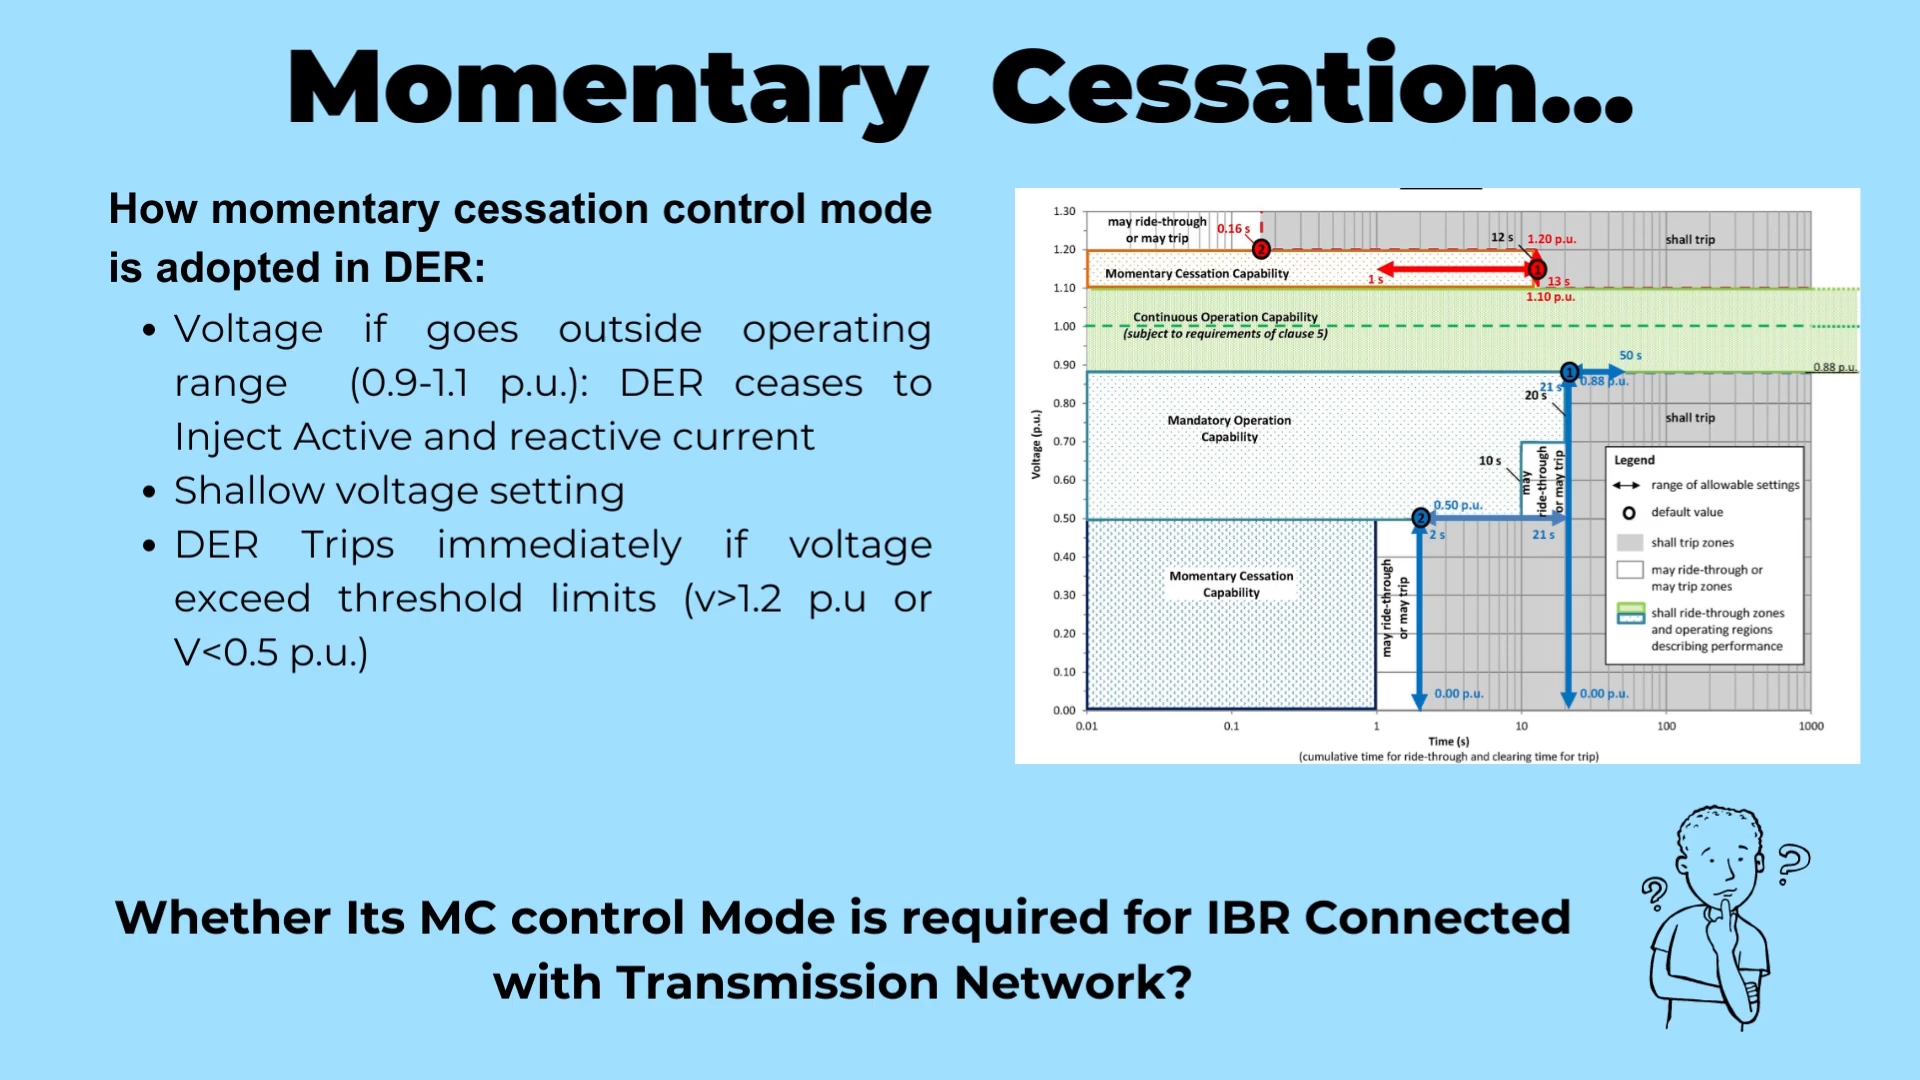 Momentary Cessation...
How momentary cessation control mode
is adopted in DER:
• Voltage if goes outside operating
range (0.9-1.1 p.u.): DER ceases to
Inject Active and reactive current
• Shallow voltage setting
• DER Trips immediately if voltage
exceed threshold limits (v>1.2 p.u or
V<0.5 p.u.)
1.30
1.20
1.10
1.00
0.90
0.80
0.70
0.60
0.50
0.40
0.30
0.20
0.10
0.00
Voltage (p.u.)
0.01
0.1
1
10
100
1000
Time (s)
(cumulative time for ride-through and clearing time for trip)
may ride-through
or may trip
0.16 s
2
12 s
1.20 p.u.
shall trip
Momentary Cessation Capability
1 s
1
13 s
1.10 p.u.
Continuous Operation Capability
(subject to requirements of clause 5)
50 s
1
0.88 p.u.
0.88 p.u.
21 s
20 s
Mandatory Operation
Capability
shall trip
10 s
may
ride-through
or may trip
0.50 p.u.
2
2 s
21 s
Momentary Cessation
Capability
may ride-through
or may trip
0.00 p.u.
0.00 p.u.
Legend
range of allowable settings
default value
shall trip zones
may ride-through or
may trip zones
shall ride-through zones
and operating regions
describing performance
? ?
Whether Its MC control Mode is required for IBR Connected
with Transmission Network?